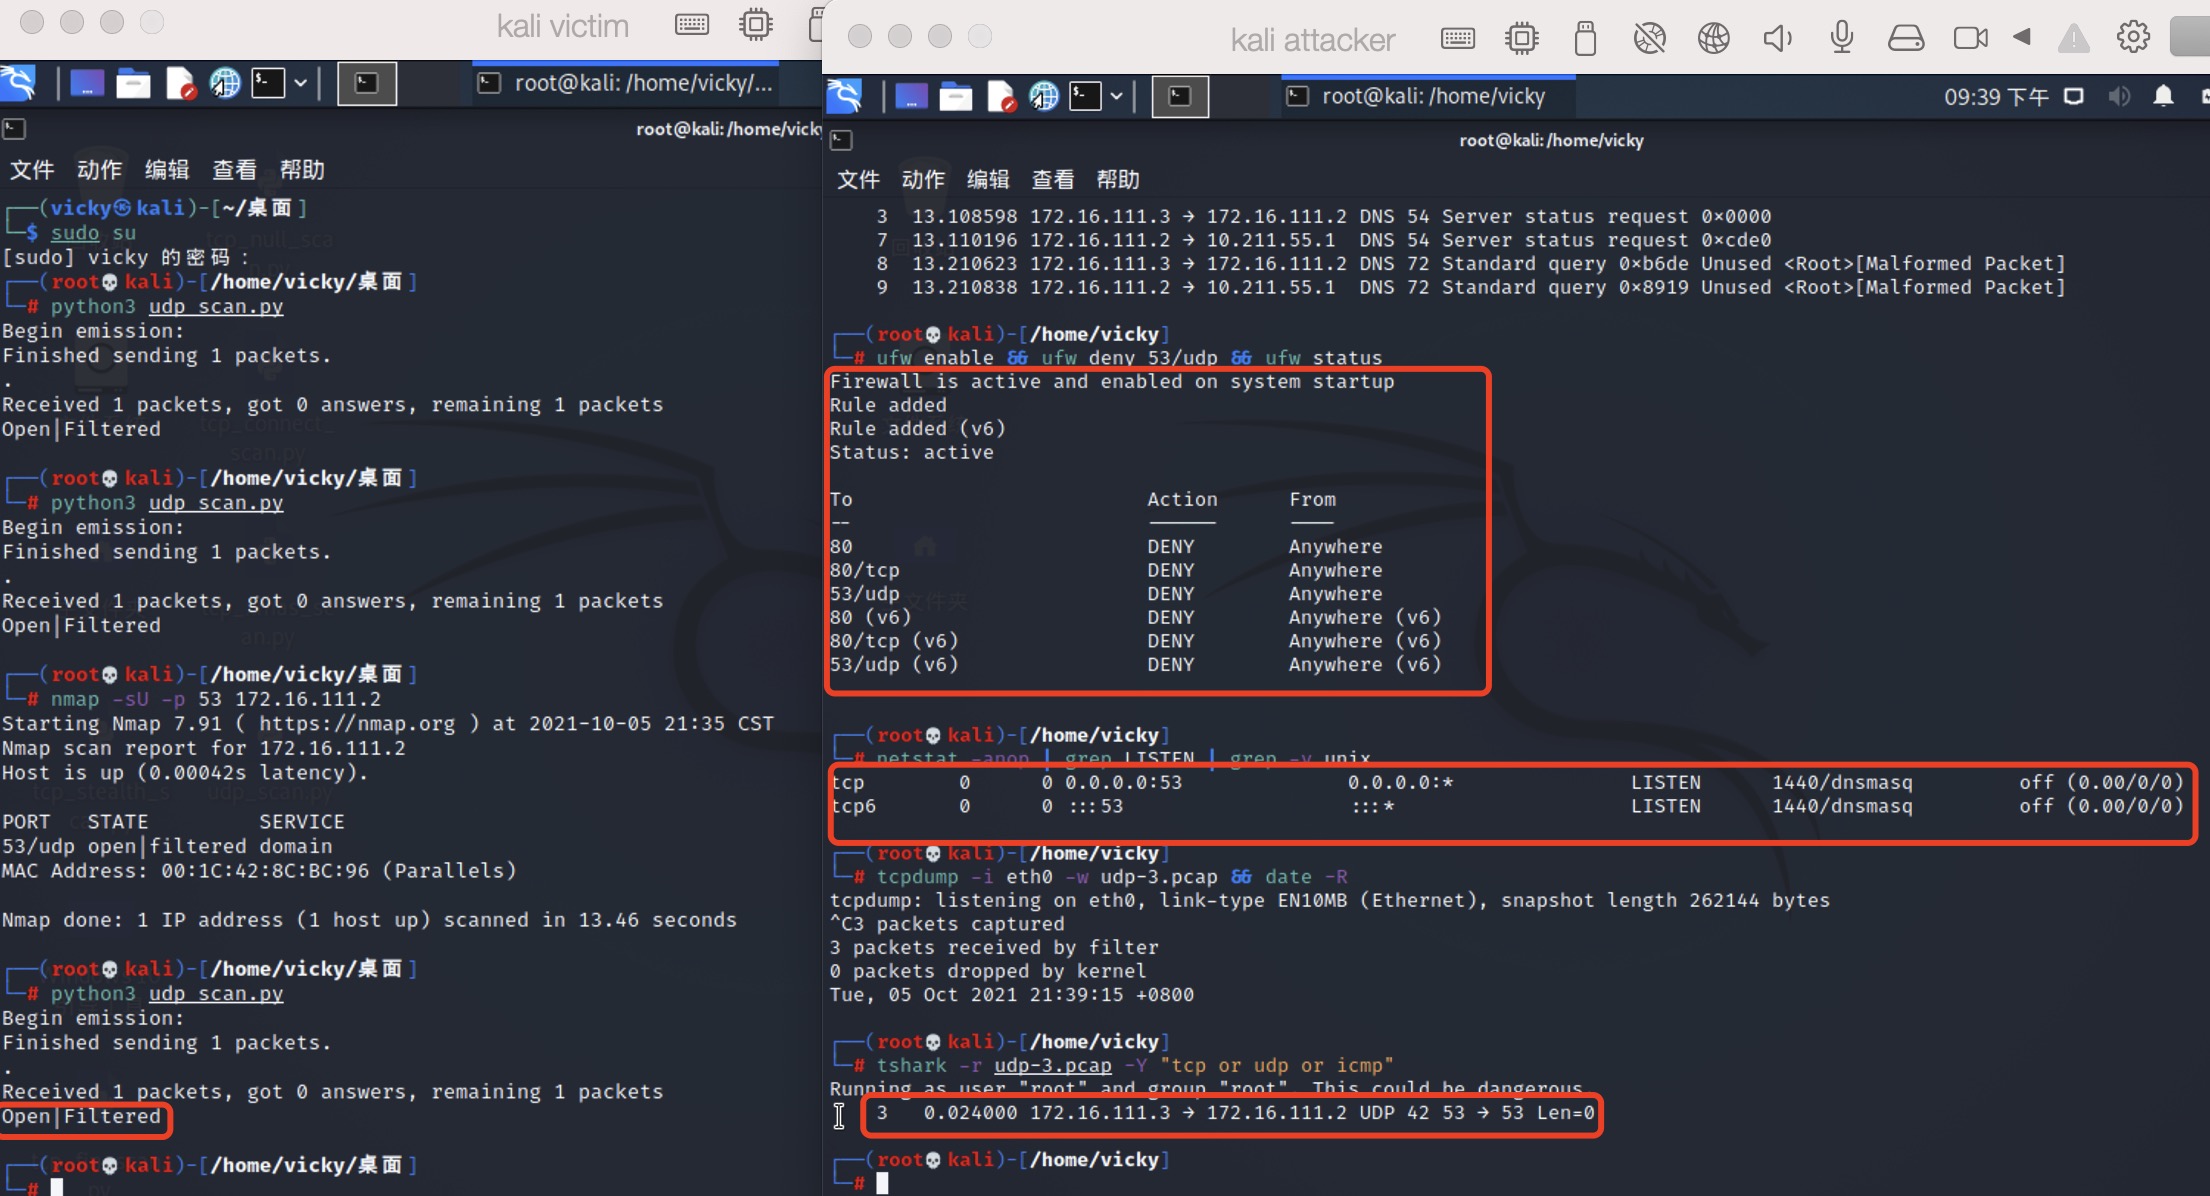 kali victim
root@kali: /home/vicky/...
root@kali:/home/vicky
文件 动作 编辑 查看 帮助
┌──(vicky㉿kali)-[~/桌面]
└─$ sudo su
[sudo] vicky 的密码：
┌──(root💀kali)-[/home/vicky/桌面]
└─# python3 udp_scan.py
Begin emission:
Finished sending 1 packets.
.
Received 1 packets, got 0 answers, remaining 1 packets
Open|Filtered
┌──(root💀kali)-[/home/vicky/桌面]
└─# python3 udp_scan.py
Begin emission:
Finished sending 1 packets.
.
Received 1 packets, got 0 answers, remaining 1 packets
Open|Filtered
┌──(root💀kali)-[/home/vicky/桌面]
└─# nmap -sU -p 53 172.16.111.2
Starting Nmap 7.91 ( https://nmap.org ) at 2021-10-05 21:35 CST
Nmap scan report for 172.16.111.2
Host is up (0.00042s latency).
PORT   STATE         SERVICE
53/udp open|filtered domain
MAC Address: 00:1C:42:8C:BC:96 (Parallels)
Nmap done: 1 IP address (1 host up) scanned in 13.46 seconds
┌──(root💀kali)-[/home/vicky/桌面]
└─# python3 udp_scan.py
Begin emission:
Finished sending 1 packets.
.
Received 1 packets, got 0 answers, remaining 1 packets
Open|Filtered
┌──(root💀kali)-[/home/vicky/桌面]
└─#
kali attacker
root@kali: /home/vicky
09:39 下午
root@kali:/home/vicky
文件 动作 编辑 查看 帮助
3 13.108598 172.16.111.3 → 172.16.111.2 DNS 54 Server status request 0×0000
7 13.110196 172.16.111.2 → 10.211.55.1 DNS 54 Server status request 0×cde0
8 13.210623 172.16.111.3 → 172.16.111.2 DNS 72 Standard query 0×b6de Unused <Root>[Malformed Packet]
9 13.210838 172.16.111.2 → 10.211.55.1 DNS 72 Standard query 0×8919 Unused <Root>[Malformed Packet]
┌──(root💀kali)-[/home/vicky]
└─# ufw enable && ufw deny 53/udp && ufw status
Firewall is active and enabled on system startup
Rule added
Rule added (v6)
Status: active
To Action From
-- ------ ----
80 DENY Anywhere
80/tcp DENY Anywhere
53/udp DENY Anywhere
80 (v6) DENY Anywhere (v6)
80/tcp (v6) DENY Anywhere (v6)
53/udp (v6) DENY Anywhere (v6)
┌──(root💀kali)-[/home/vicky]
└─# netstat -anop | grep LISTEN | grep -v unix
tcp 0 0 0.0.0.0:53 0.0.0.0:* LISTEN 1440/dnsmasq off (0.00/0/0)
tcp6 0 0 :::53 :::* LISTEN 1440/dnsmasq off (0.00/0/0)
┌──(root💀kali)-[/home/vicky]
└─# tcpdump -i eth0 -w udp-3.pcap && date -R
tcpdump: listening on eth0, link-type EN10MB (Ethernet), snapshot length 262144 bytes
^C3 packets captured
3 packets received by filter
0 packets dropped by kernel
Tue, 05 Oct 2021 21:39:15 +0800
┌──(root💀kali)-[/home/vicky]
└─# tshark -r udp-3.pcap -Y "tcp or udp or icmp"
Running as user "root" and group "root". This could be dangerous.
3 0.024000 172.16.111.3 → 172.16.111.2 UDP 42 53 → 53 Len=0
┌──(root💀kali)-[/home/vicky]
└─#